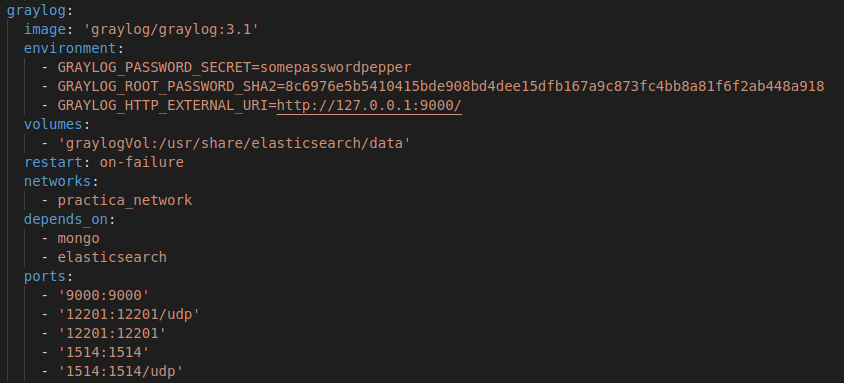 graylog:
  image: 'graylog/graylog:3.1'
  environment:
    - GRAYLOG_PASSWORD_SECRET=somepasswordpepper
    - GRAYLOG_ROOT_PASSWORD_SHA2=8c6976e5b5410415bde908bd4dee15dfb167a9c873fc4bb8a81f6f2ab448a918
    - GRAYLOG_HTTP_EXTERNAL_URI=http://127.0.0.1:9000/
  volumes:
    - 'graylogVol:/usr/share/elasticsearch/data'
  restart: on-failure
  networks:
    - practica_network
  depends_on:
    - mongo
    - elasticsearch
  ports:
    - '9000:9000'
    - '12201:12201/udp'
    - '12201:12201'
    - '1514:1514'
    - '1514:1514/udp'